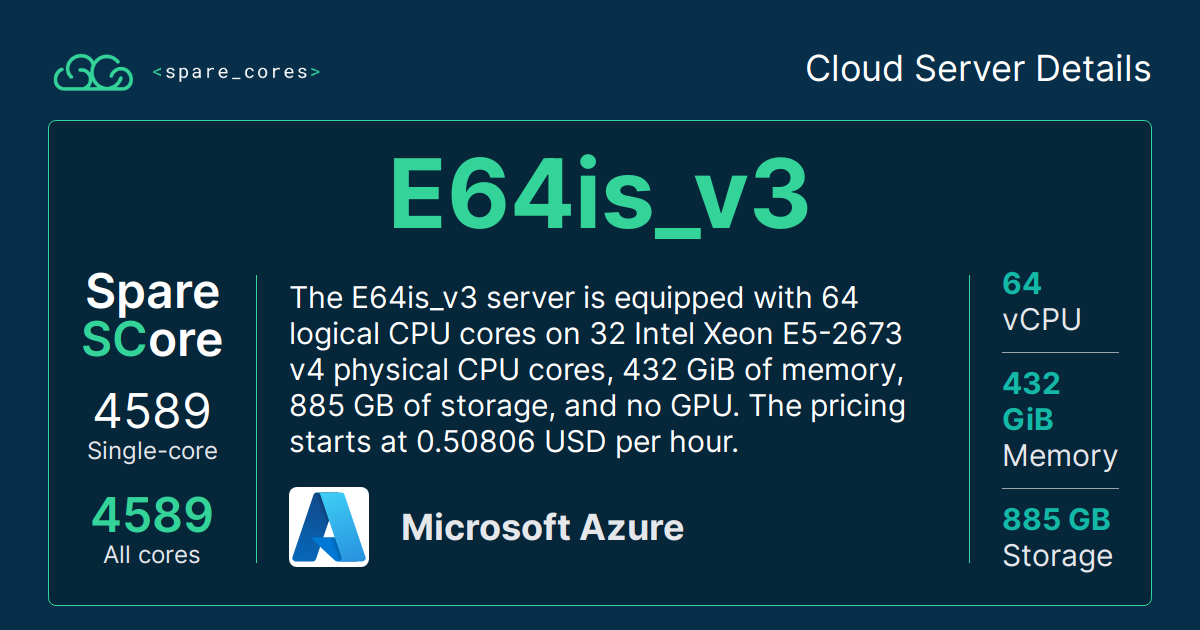 <spare_cores>
Cloud Server Details
E64is_v3
Spare
SCore
4589
Single-core
4589
All cores
The E64is_v3 server is equipped with 64
logical CPU cores on 32 Intel Xeon E5-2673
v4 physical CPU cores, 432 GiB of memory,
885 GB of storage, and no GPU. The pricing
starts at 0.50806 USD per hour.
Microsoft Azure
64
vCPU
432
GiB
Memory
885 GB
Storage